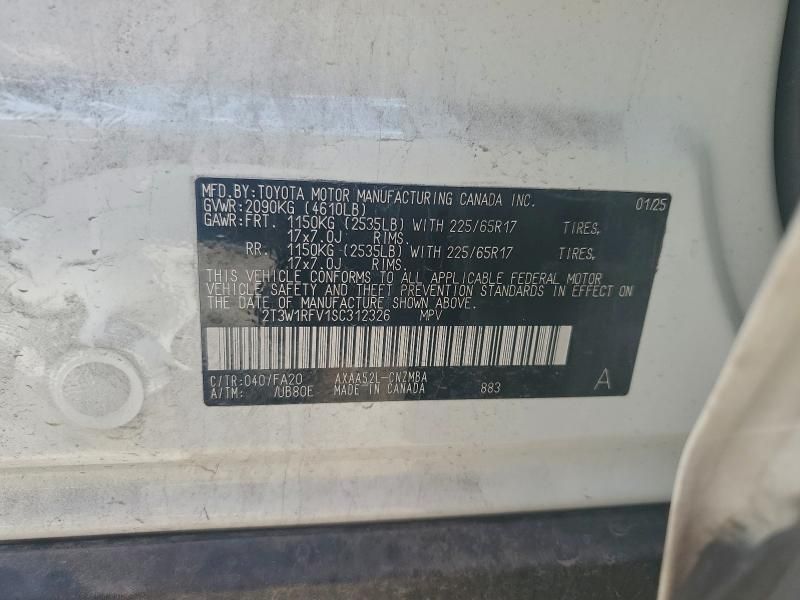 MFD.BY:TOYOTA MOTOR MANUFACTURING CANADA INC. 01/25
GVWR:2090KG (4610LB)
GAWR:FRT. 1150KG (2535LB) WITH 225/65R17 TIRES,
17x7.0J RIMS.
RR. 1150KG (2535LB) WITH 225/65R17 TIRES,
17x7.0J RIMS.
THIS VEHICLE CONFORMS TO ALL APPLICABLE FEDERAL MOTOR
VEHICLE SAFETY AND THEFT PREVENTION STANDARDS IN EFFECT ON
THE DATE OF MANUFACTURE SHOWN ABOVE.
2T3W1RFV1SC312326 MPV
C/TR:040/FA20 AXAA52L-CNZMBA
A/TM: /UB80E MADE IN CANADA 883 A